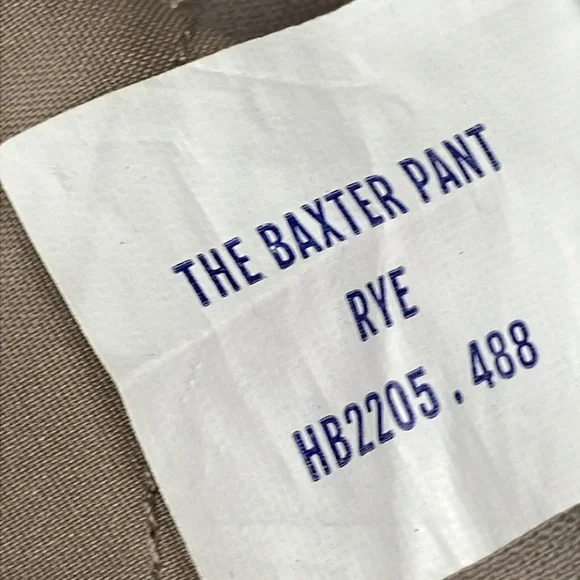 THE BAXTER PANT
RYE
HB2205.488